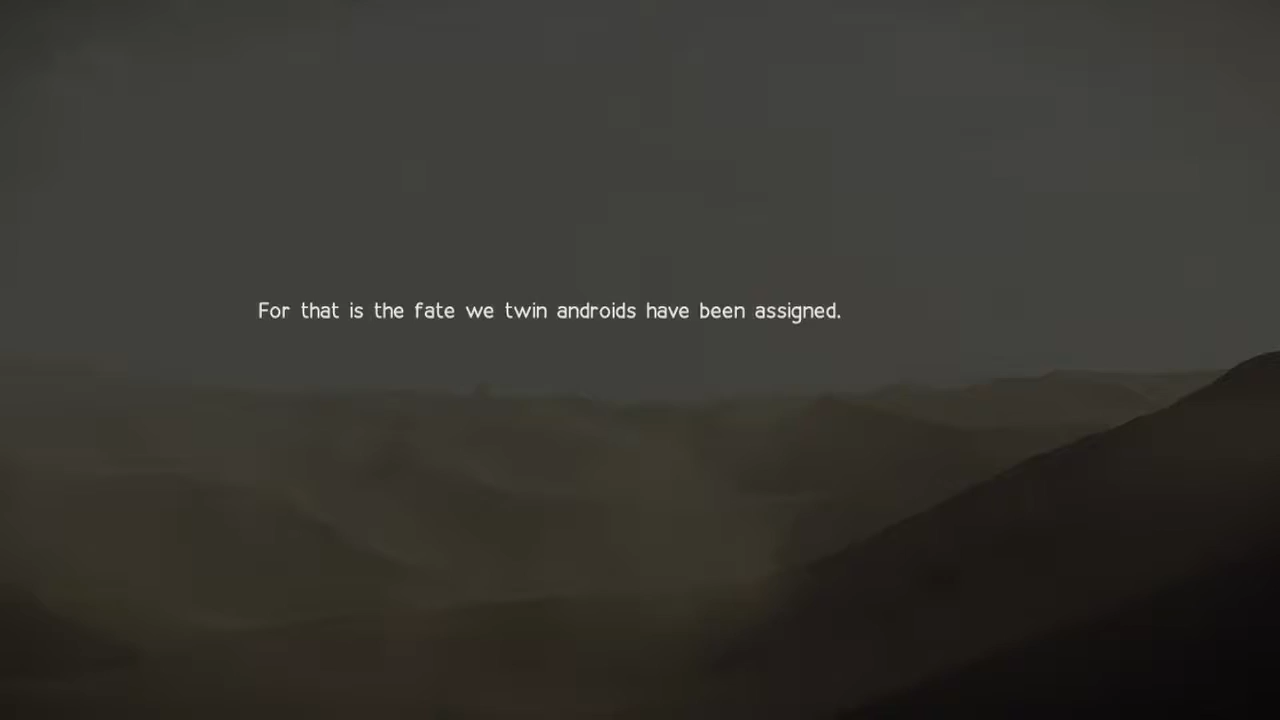 For that is the fate we twin androids have been assigned.